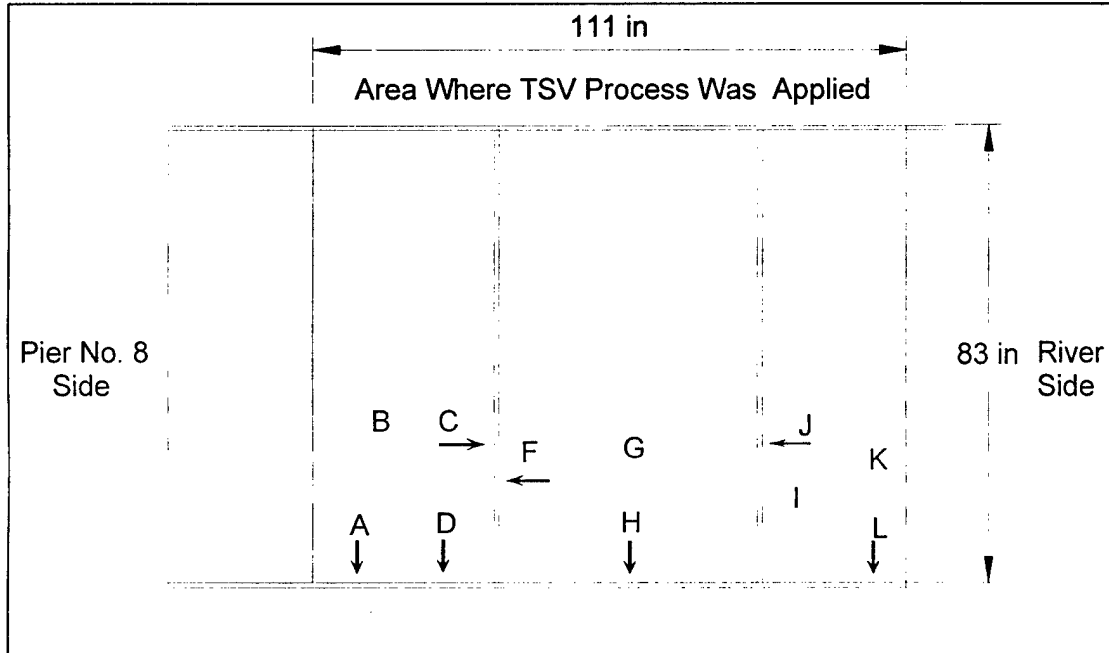 111 in
Area Where TSV Process Was Applied
Pier No. 8
Side
83 in
River
Side
B
C
J
F
G
K
I
A
D
H
L